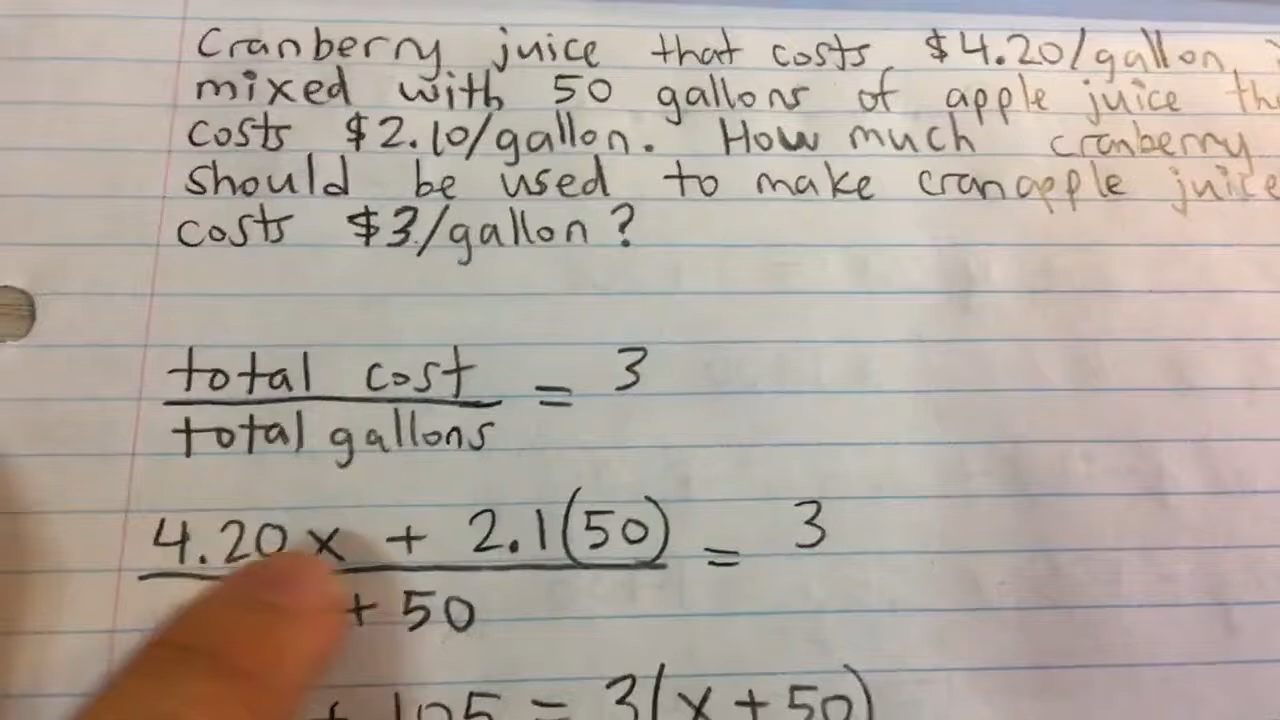 Cranberry juice that costs $4.20/gallon
mixed with 50 gallons of apple juice
costs $2.10/gallon. How much cranberry
should be used to make cranapple juice
costs $3/gallon?
total cost
= 3
total gallons
4.20x + 2.1(50)
= 3
+ 50
+ 105 = 3(x+50)